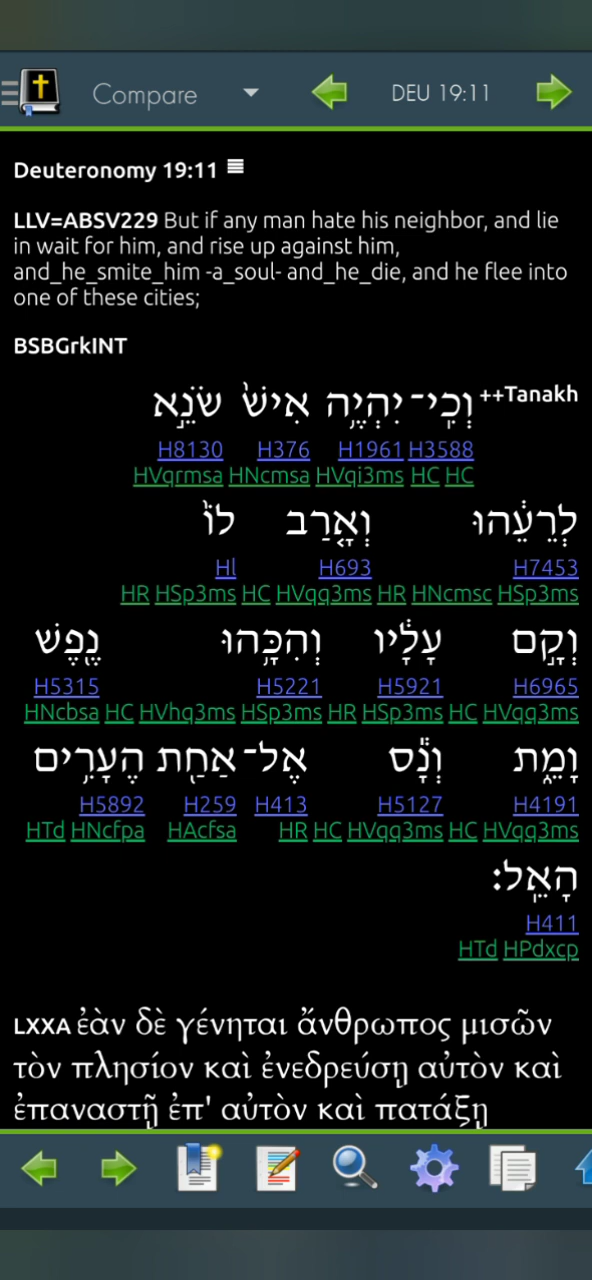 Compare
DEU 19:11
Deuteronomy 19:11
LLV=ABSV229 But if any man hate his neighbor, and lie
in wait for him, and rise up against him,
and_he_smite_him -a_soul- and_he_die, and he flee into
one of these cities;
BSBGrkINT
++Tanakh וְכִֽי־יִהְיֶ֥ה אִישׁ֙ שֹׂנֵ֣א
H8130 H376 H1961 H3588
HVqrmsa HNcmsa HVqi3ms HC HC
לְרֵעֵ֔הוּ וְאָ֤רַב לוֹ֙
Hl H693 H7453
HR HSp3ms HC HVqq3ms HR HNcmsc HSp3ms
וְקָ֣ם עָלָ֔יו וְהִכָּ֥הוּ נֶ֖פֶשׁ
H5315 H5221 H5921 H6965
HNcbsa HC HVhq3ms HSp3ms HR HSp3ms HC HVqq3ms
וָמֵ֑ת וְנָ֕ס אֶל־אַחַ֖ת הֶעָרִ֥ים
H5892 H259 H413 H5127 H4191
HTd HNcfpa HAcfsa HR HC HVqq3ms HC HVqq3ms
הָאֵֽל׃
H411
HTd HPdxcp
LXXA ἐὰν δὲ γένηται ἄνθρωπος μισῶν
τὸν πλησίον καὶ ἐνεδρεύσῃ αὐτὸν καὶ
ἐπαναστῇ ἐπ' αὐτὸν καὶ πατάξῃ